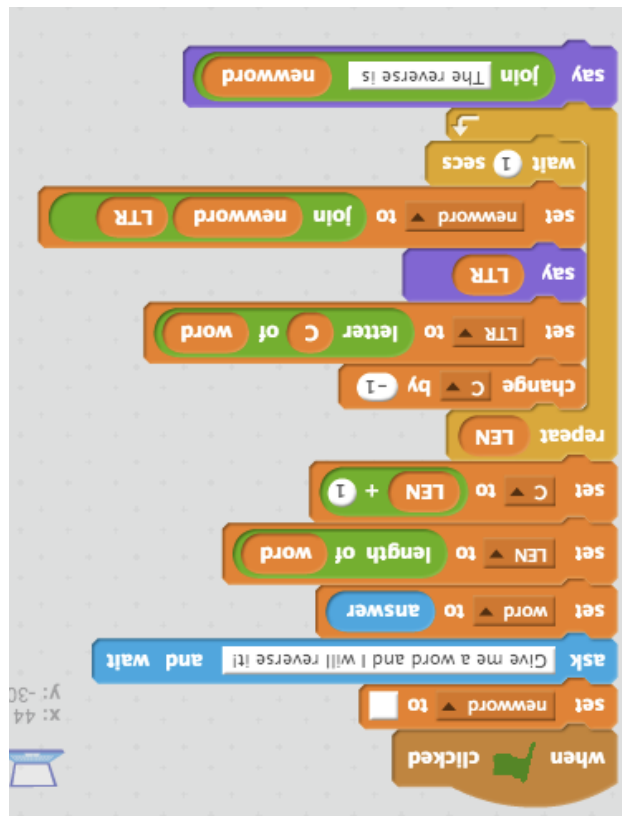 when clicked
set newword to
ask Give me a word and I will reverse it! and wait
set word to answer
set LEN to length of word
set C to LEN + 1
repeat LEN
change C by -1
set LTR to letter C of word
say LTR
set newword to join newword LTR
wait 1 secs
say join The reverse is newword
x: 44
y: -30